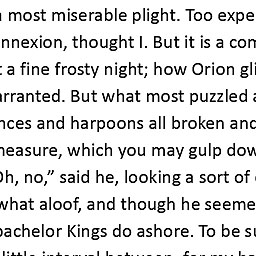 most miserable plight. Too expe
nnexion, thought I. But it is a com
a fine frosty night; how Orion gli
arranted. But what most puzzled a
nces and harpoons all broken and
measure, which you may gulp dow
Oh, no,” said he, looking a sort of
what aloof, and though he seeme
bachelor Kings do ashore. To be su
little interval between, for my ha